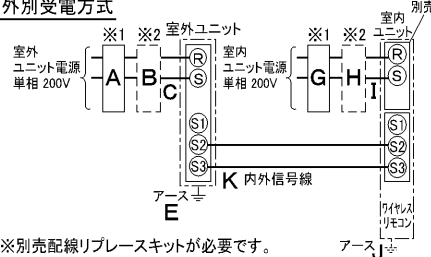 外別受電方式
別売
※1
※2
室外ユニット
※1
※2
室内
ユニット
室外
ユニット電源
単相 200V
A
B
C
R
S
S1
S2
S3
室内
ユニット電源
単相 200V
G
H
I
R
S
S1
S2
S3
K 内外信号線
アース
E
ワイヤレス
リモコン
※別売配線リプレースキットが必要です。
アース
J